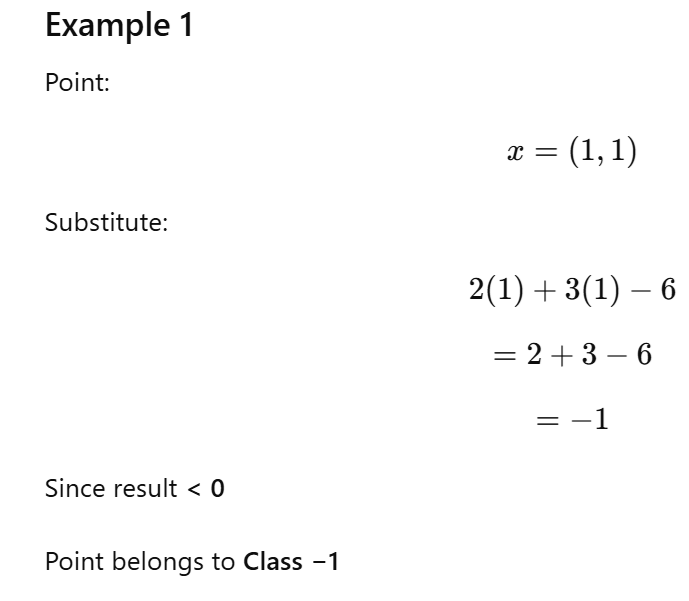 Example 1
Point:
x = (1, 1)
Substitute:
2(1) + 3(1) − 6
= 2 + 3 − 6
= −1
Since result < 0
Point belongs to Class −1